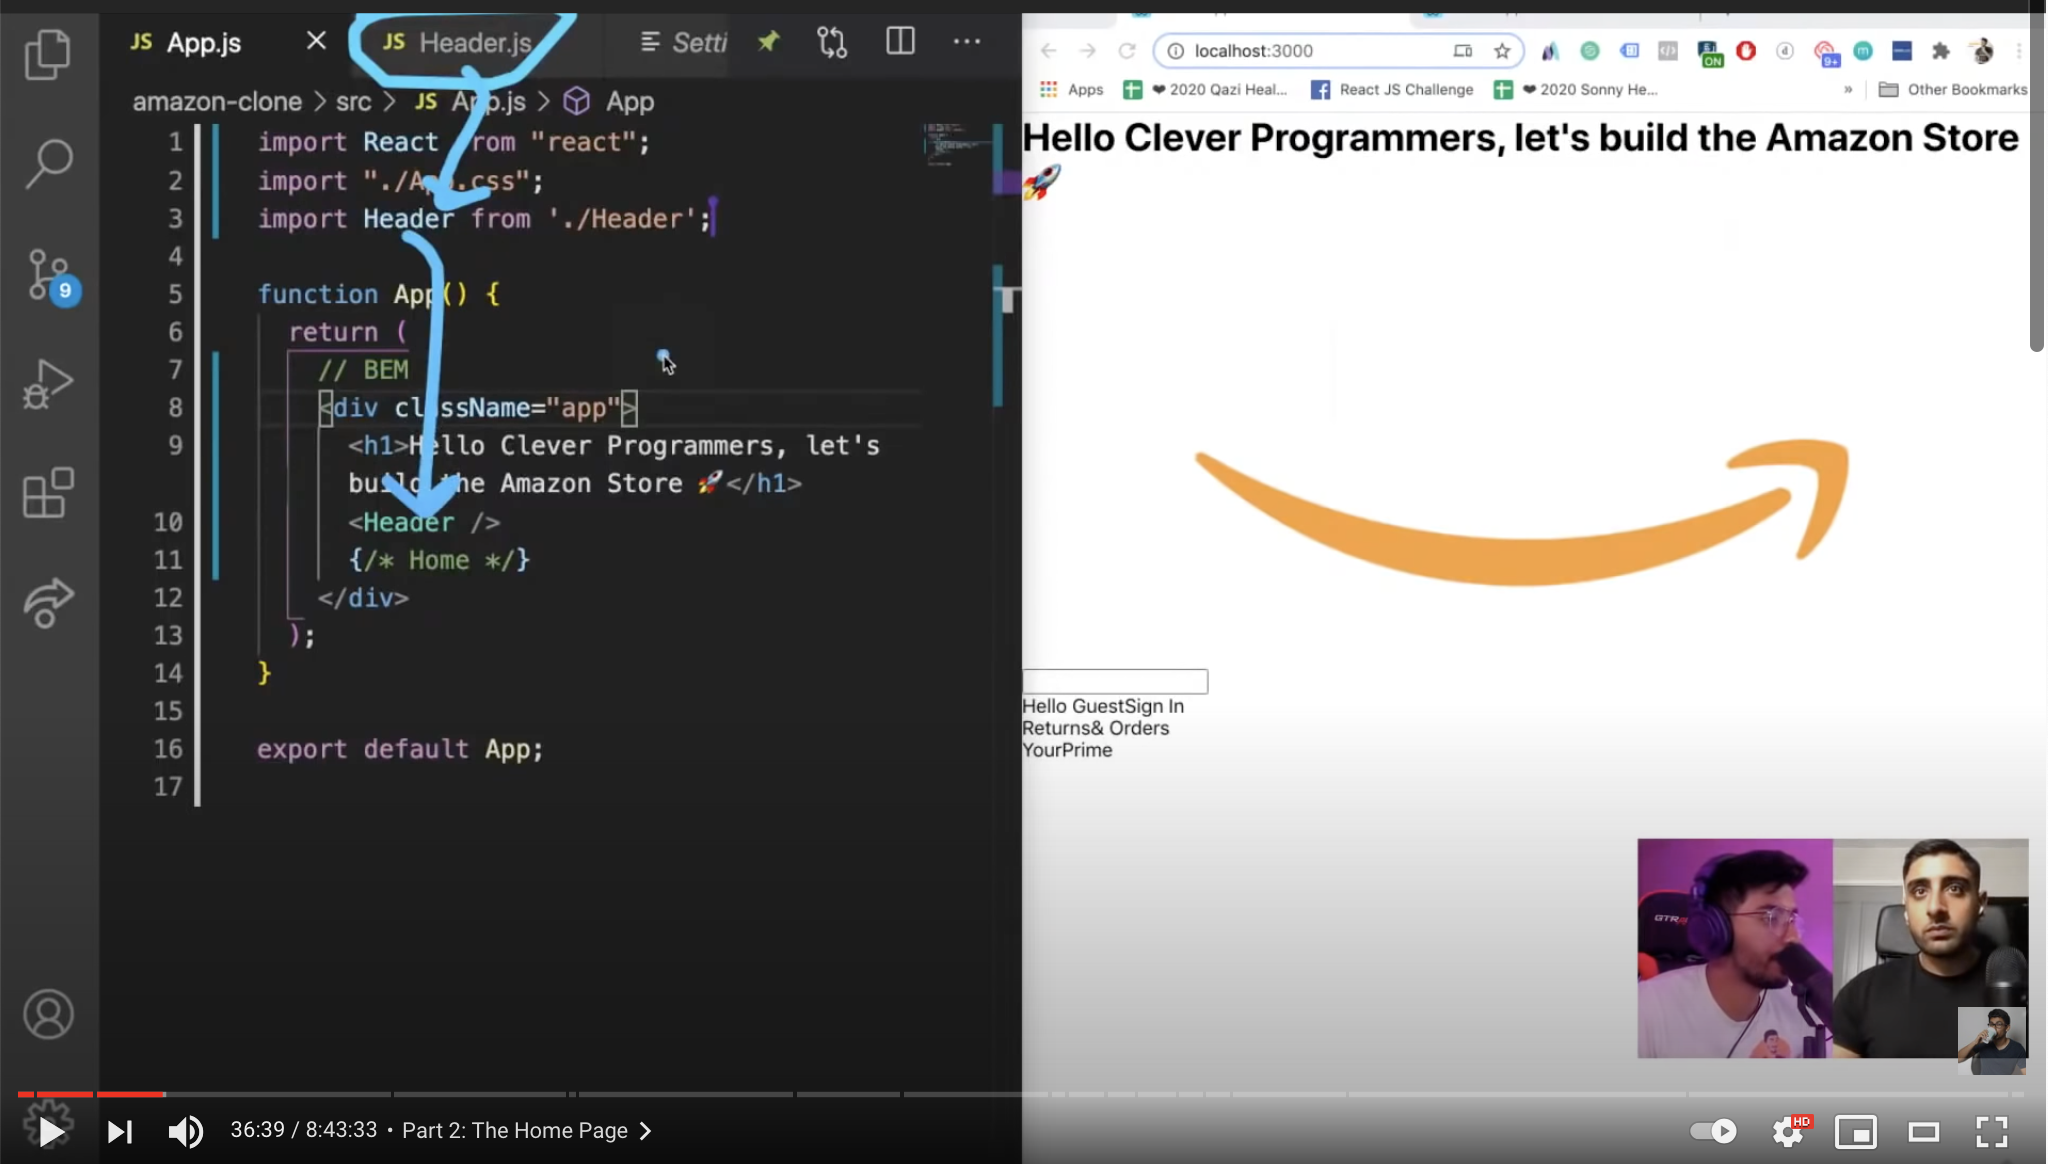 JS App.js
JS Header.js
Setti
amazon-clone > src > JS App.js > App
1 import React from "react";
2 import "./App.css";
3 import Header from './Header';
4
5 function App() {
6 return (
7 // BEM
8 <div className="app">
9 <h1>Hello Clever Programmers, let's
build the Amazon Store 🚀</h1>
10 <Header />
11 {/* Home */}
12 </div>
13 );
14 }
15
16 export default App;
17
9
localhost:3000
ON
9+
Apps
❤ 2020 Qazi Heal...
React JS Challenge
❤ 2020 Sonny He...
»
Other Bookmarks
Hello Clever Programmers, let's build the Amazon Store
🚀
Hello GuestSign In
Returns& Orders
YourPrime
36:39 / 8:43:33 • Part 2: The Home Page >
HD